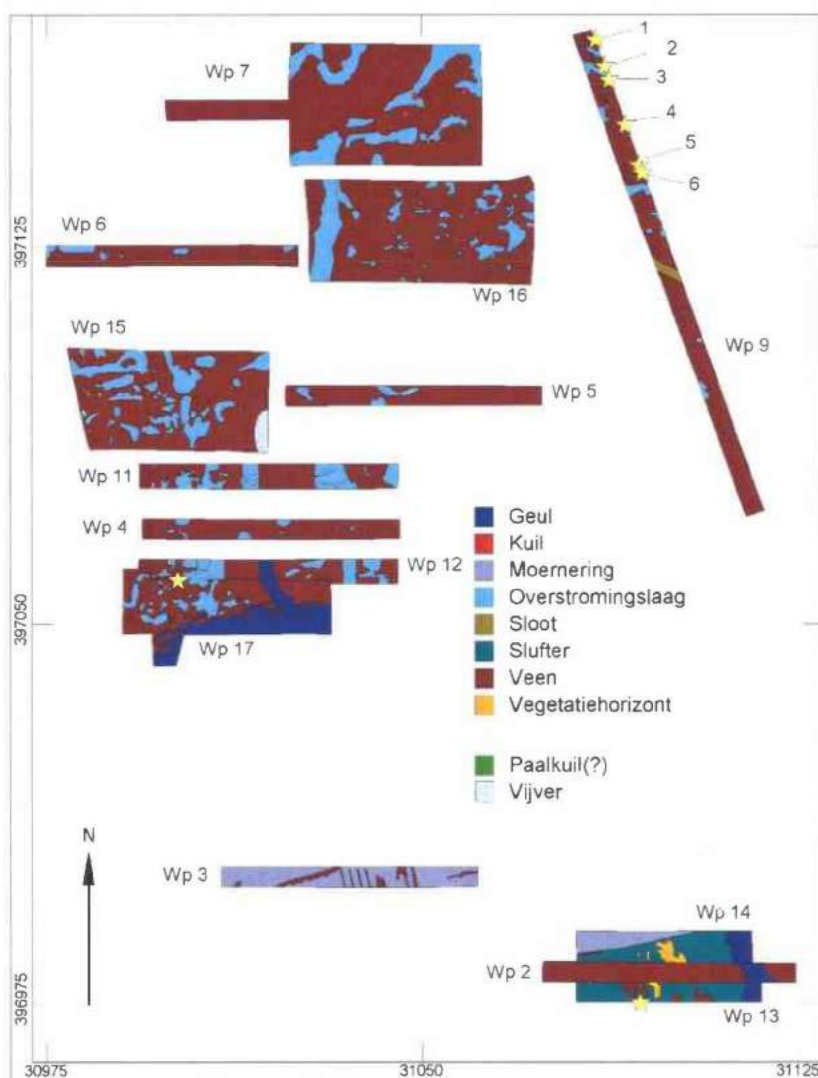 1
2
3
4
5
6
Wp 7
Wp 6
Wp 16
Wp 15
Wp 5
Wp 9
Wp 11
Wp 4
Wp 12
Wp 17
Geul
Kuil
Moernering
Overstromingslaag
Sloot
Slufter
Veen
Vegetatiehorizont
Paalkuil(?)
Vijver
N
Wp 3
Wp 14
Wp 2
Wp 13
397125
397050
396975
30975
31050
31125